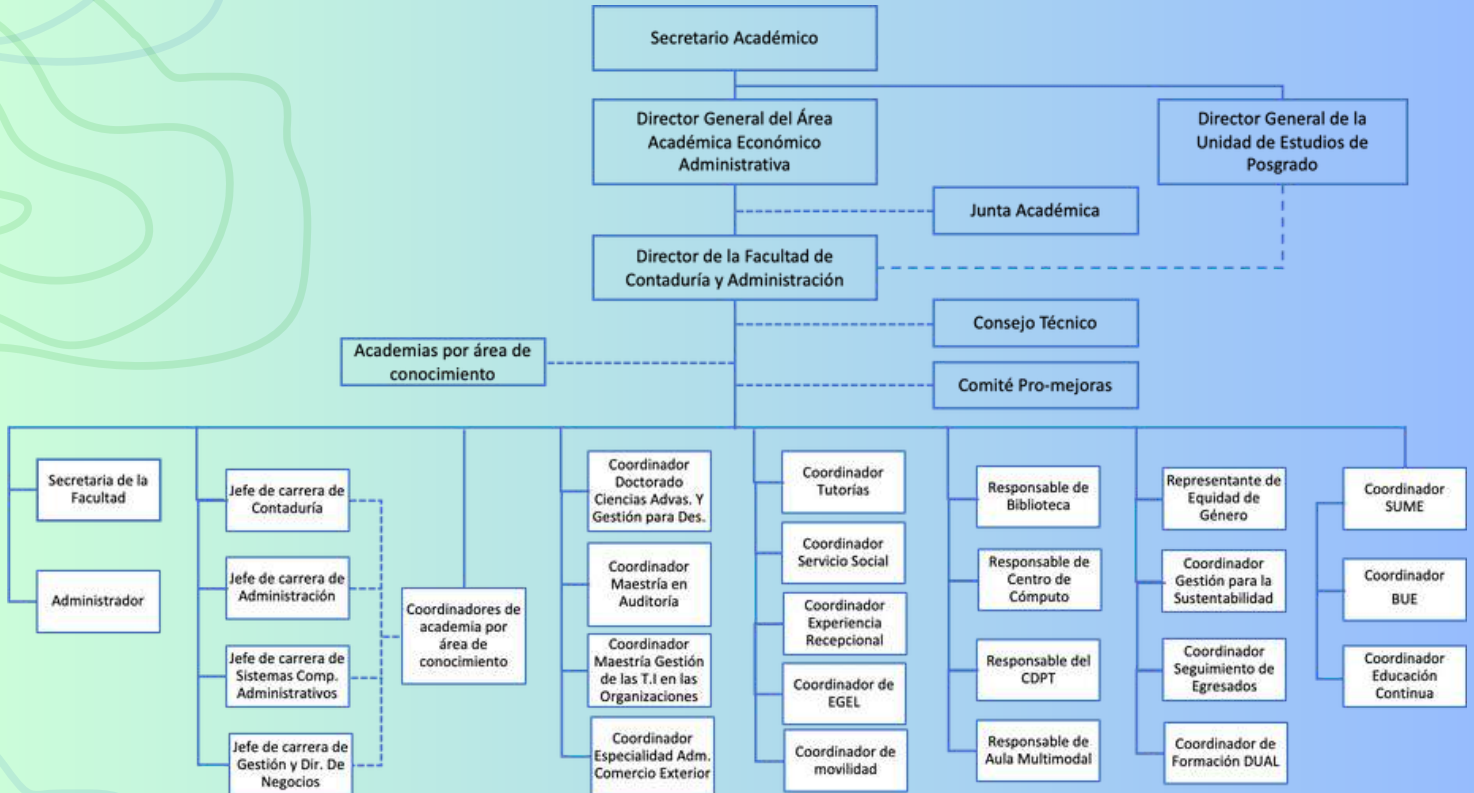 Secretario Académico
Director General del Área
Académica Económico
Administrativa
Director General de la
Unidad de Estudios de
Posgrado
Junta Académica
Director de la Facultad de
Contaduría y Administración
Consejo Técnico
Academias por área de
conocimiento
Comité Pro-mejoras
Secretaria de la
Facultad
Administrador
Jefe de carrera de
Contaduría
Jefe de carrera de
Administración
Jefe de carrera de
Sistemas Comp.
Administrativos
Jefe de carrera de
Gestión y Dir. De
Negocios
Coordinadores de
academia por
área de
conocimiento
Coordinador
Doctorado
Ciencias Advas. Y
Gestión para Des.
Coordinador
Maestría en
Auditoría
Coordinador
Maestría Gestión
de las T.I en las
Organizaciones
Coordinador
Especialidad Adm.
Comercio Exterior
Coordinador
Tutorías
Coordinador
Servicio Social
Coordinador
Experiencia
Recepcional
Coordinador de
EGEL
Coordinador de
movilidad
Responsable de
Biblioteca
Responsable de
Centro de
Cómputo
Responsable del
CDPT
Responsable de
Aula Multimodal
Representante de
Equidad de
Género
Coordinador
Gestión para la
Sustentabilidad
Coordinador
Seguimiento de
Egresados
Coordinador de
Formación DUAL
Coordinador
SUME
Coordinador
BUE
Coordinador
Educación
Continua